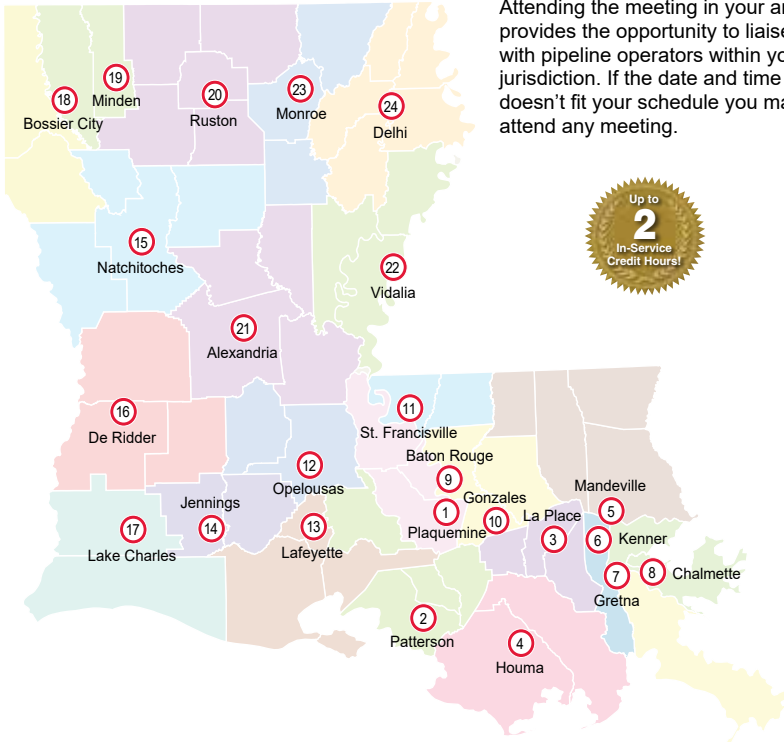 Attending the meeting in your
provides the opportunity to liaise
with pipeline operators within
jurisdiction. If the date and time
doesn't fit your schedule you
attend any meeting.
Up to
2
In-Service
Credit Hours!
19
Minden
18
Bossier City
20
Ruston
23
Monroe
24
Delhi
15
Natchitoches
22
Vidalia
21
Alexandria
16
De Ridder
11
St. Francisville
Baton Rouge
9
12
Opelousas
Gonzales
10
Mandeville
5
Jennings
14
13
Lafeyette
1
Plaquemine
La Place
3
6
Kenner
17
Lake Charles
7
Gretna
8
Chalmette
2
Patterson
4
Houma